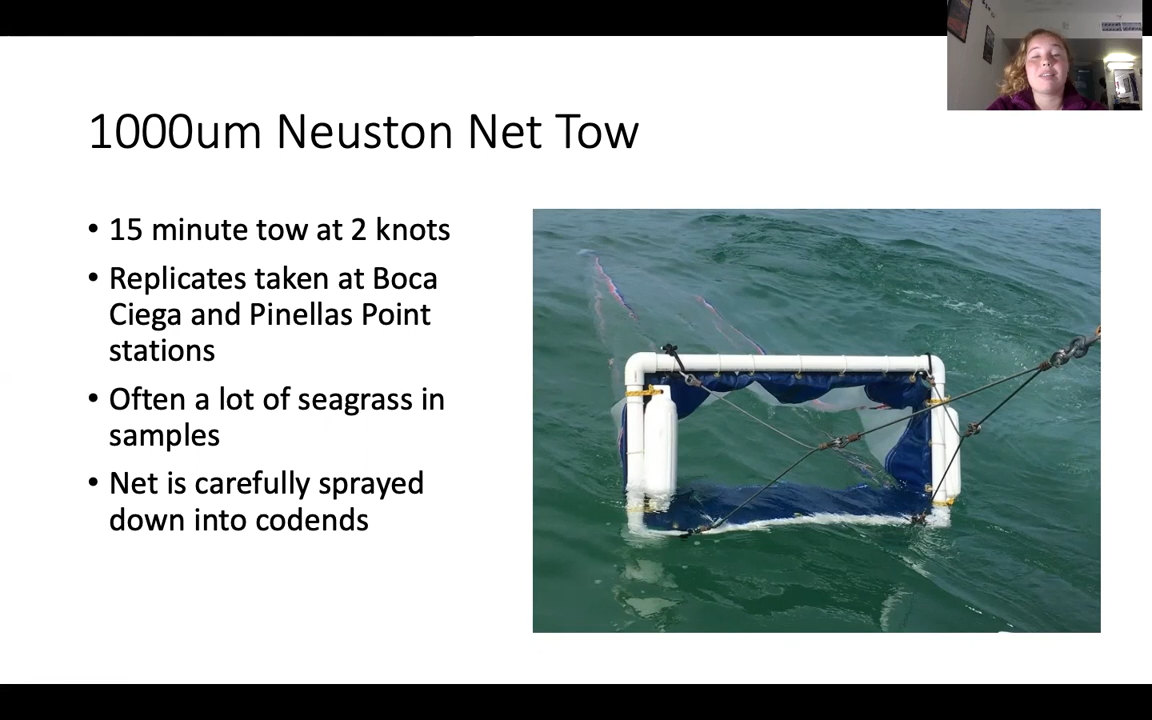 1000um Neuston Net Tow
• 15 minute tow at 2 knots
• Replicates taken at Boca
Ciega and Pinellas Point
stations
• Often a lot of seagrass in
samples
• Net is carefully sprayed
down into codends